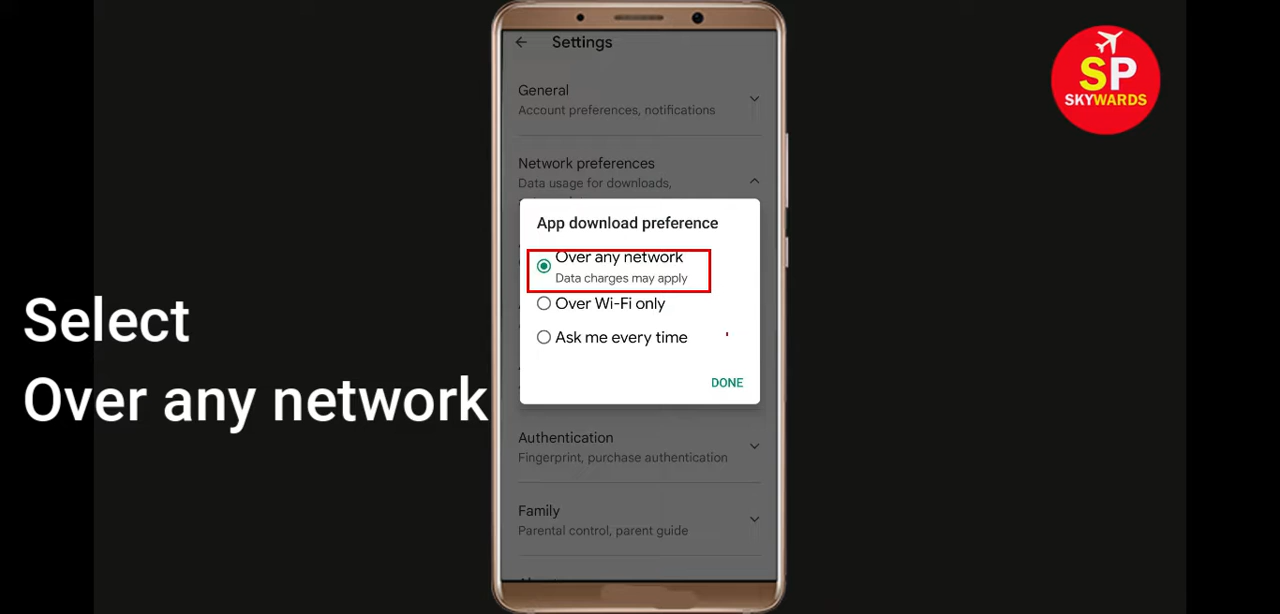 Settings
General
Account preferences, notifications
Network preferences
Data usage for downloads,
App download preference
Over any network
Data charges may apply
Over Wi-Fi only
Ask me every time
DONE
Authentication
Fingerprint, purchase authentication
Family
Parental control, parent guide
Select
Over any network
SP
SKYWARDS